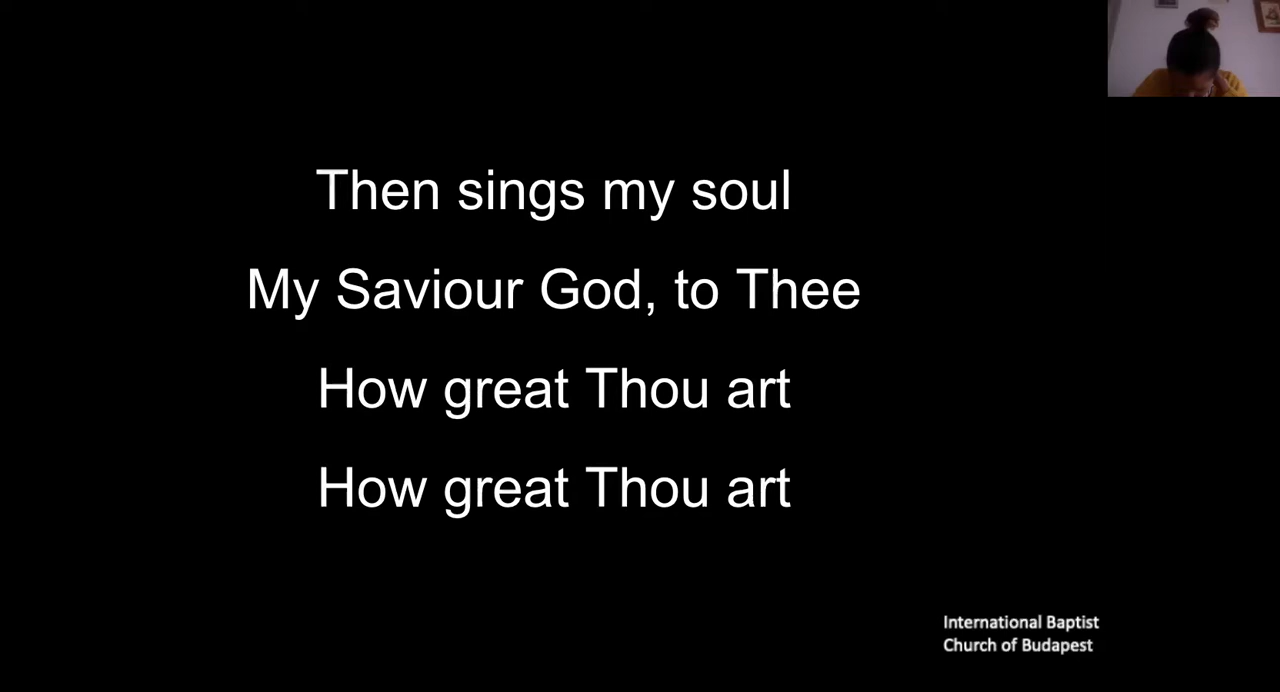 Then sings my soul
My Saviour God, to Thee
How great Thou art
How great Thou art
International Baptist
Church of Budapest